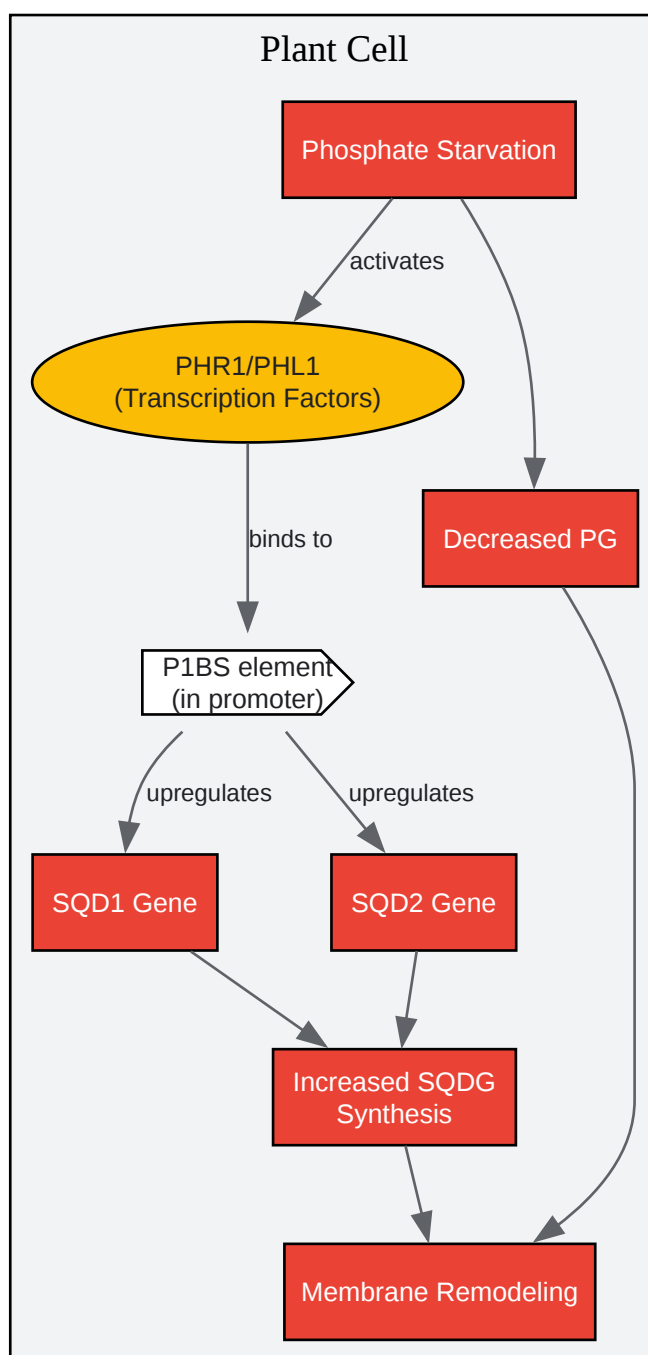 Plant Cell
Phosphate Starvation
activates
PHR1/PHL1
(Transcription Factors)
binds to
Decreased PG
P1BS element
(in promoter)
upregulates
upregulates
SQD1 Gene
SQD2 Gene
Increased SQDG
Synthesis
Membrane Remodeling